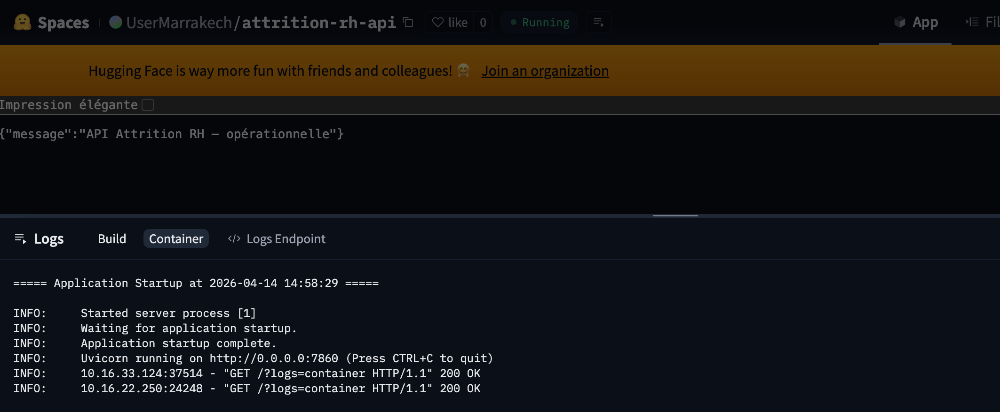 🤗 Spaces | UserMarrakech/attrition-rh-api like 0 Running App
Hugging Face is way more fun with friends and colleagues! 🤗 Join an organization
Impression élégante
{"message":"API Attrition RH — opérationnelle"}
Logs Build Container </> Logs Endpoint
===== Application Startup at 2026-04-14 14:58:29 =====
INFO:     Started server process [1]
INFO:     Waiting for application startup.
INFO:     Application startup complete.
INFO:     Uvicorn running on http://0.0.0.0:7860 (Press CTRL+C to quit)
INFO:     10.16.33.124:37514 - "GET /?logs=container HTTP/1.1" 200 OK
INFO:     10.16.22.250:24248 - "GET /?logs=container HTTP/1.1" 200 OK